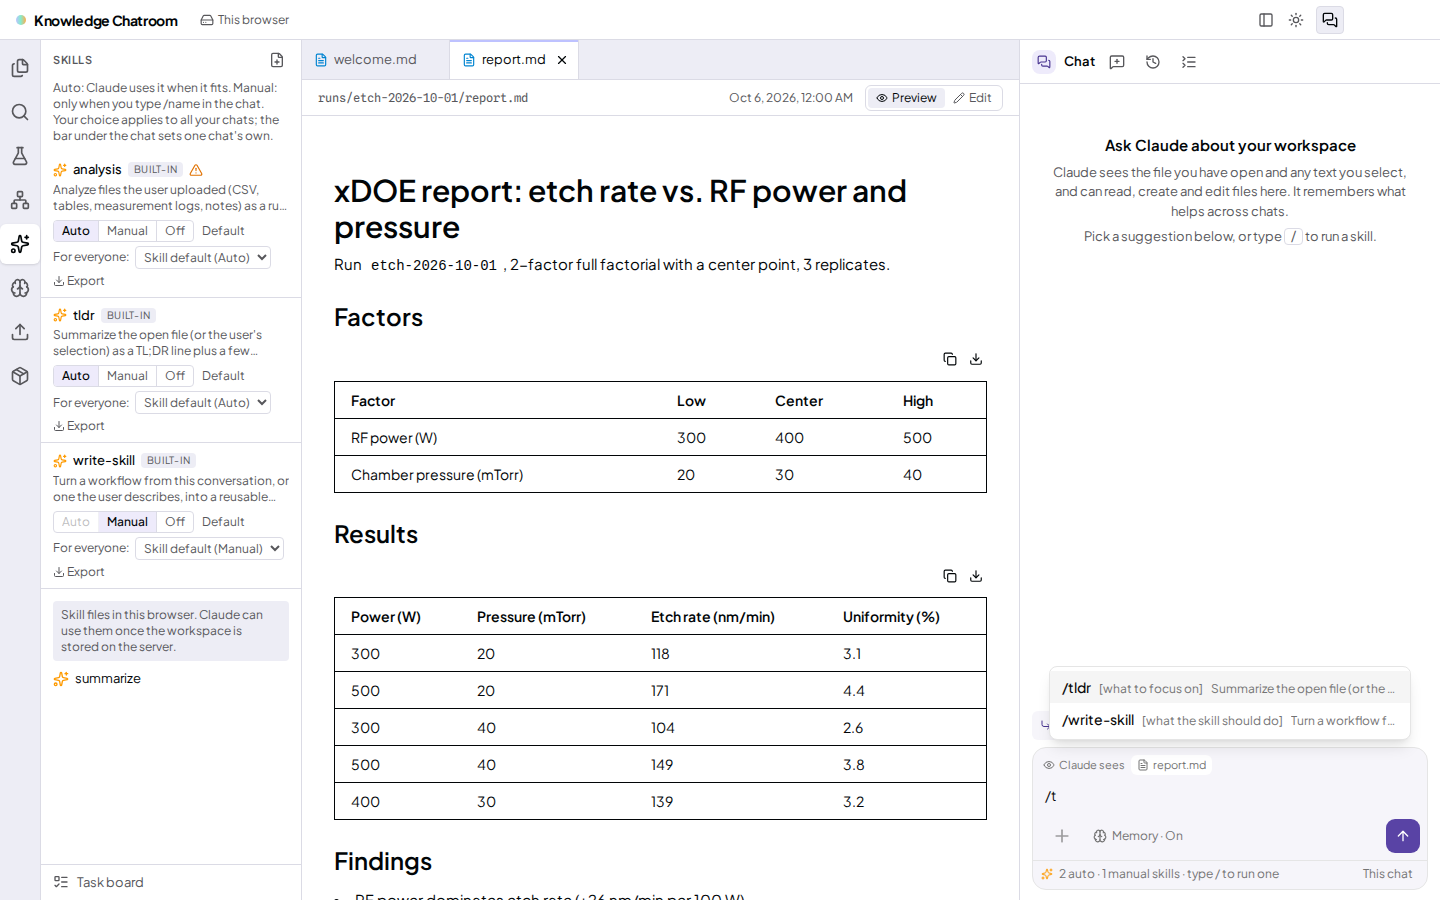 Knowledge Chatroom
This browser
SKILLS
Auto: Claude uses it when it fits. Manual:
only when you type /name in the chat.
Your choice applies to all your chats; the
bar under the chat sets one chat's own.
analysis BUILT-IN
Analyze files the user uploaded (CSV,
tables, measurement logs, notes) as a ru...
Auto Manual Off Default
For everyone: Skill default (Auto)
Export
tldr BUILT-IN
Summarize the open file (or the user's
selection) as a TL;DR line plus a few...
Auto Manual Off Default
For everyone: Skill default (Auto)
Export
write-skill BUILT-IN
Turn a workflow from this conversation, or
one the user describes, into a reusable...
Auto Manual Off Default
For everyone: Skill default (Manual)
Export
Skill files in this browser. Claude can
use them once the workspace is
stored on the server.
summarize
Task board
welcome.md
report.md
runs/etch-2026-10-01/report.md
Oct 6, 2026, 12:00 AM
Preview
Edit
xDOE report: etch rate vs. RF power and
pressure
Run etch-2026-10-01 , 2-factor full factorial with a center point, 3 replicates.
Factors
Factor Low Center High
RF power (W) 300 400 500
Chamber pressure (mTorr) 20 30 40
Results
Power (W) Pressure (mTorr) Etch rate (nm/min) Uniformity (%)
300 20 118 3.1
500 20 171 4.4
300 40 104 2.6
500 40 149 3.8
400 30 139 3.2
Findings
RF power dominates etch rate (+26 nm/min per 100 W)
Chat
Ask Claude about your workspace
Claude sees the file you have open and any text you select,
and can read, create and edit files here. It remembers what
helps across chats.
Pick a suggestion below, or type / to run a skill.
/tldr [what to focus on] Summarize the open file (or the ...
/write-skill [what the skill should do] Turn a workflow f...
Claude sees report.md
/t
Memory · On
2 auto · 1 manual skills · type / to run one
This chat